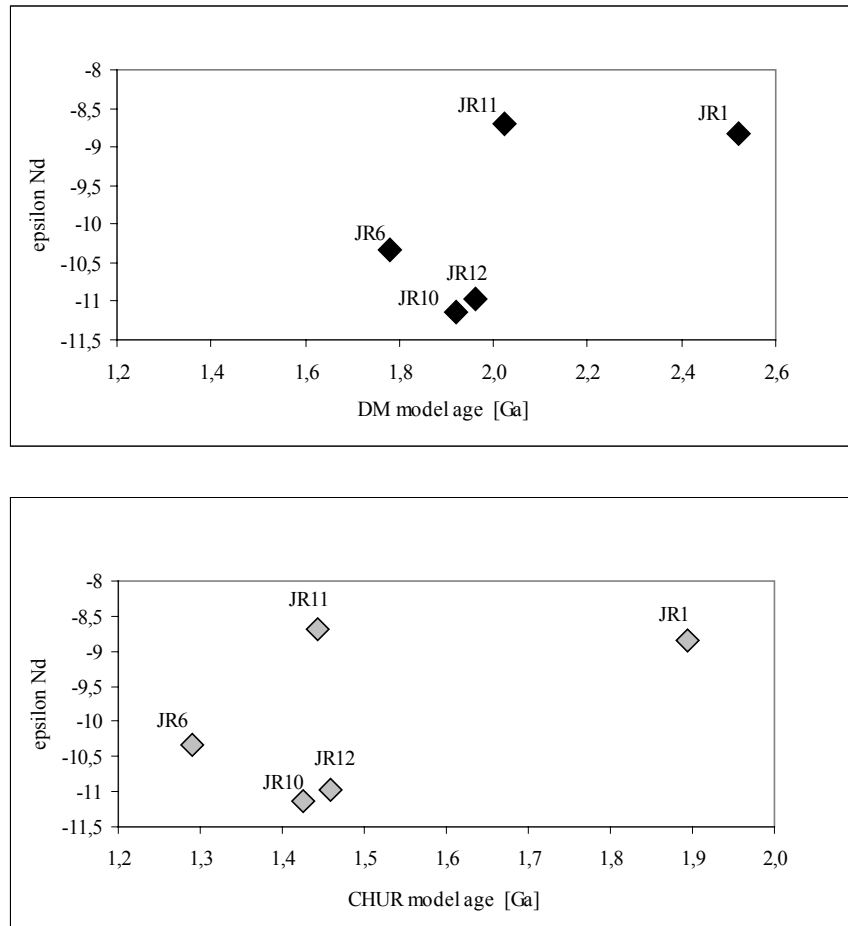 -8
-8,5
-9
-9,5
-10
-10,5
-11
-11,5
epsilon Nd
JR11
JR1
JR6
JR12
JR10
1,2 1,4 1,6 1,8 2,0 2,2 2,4 2,6
DM model age [Ga]
-8
-8,5
-9
-9,5
-10
-10,5
-11
-11,5
epsilon Nd
JR11
JR1
JR6
JR12
JR10
1,2 1,3 1,4 1,5 1,6 1,7 1,8 1,9 2,0
CHUR model age [Ga]